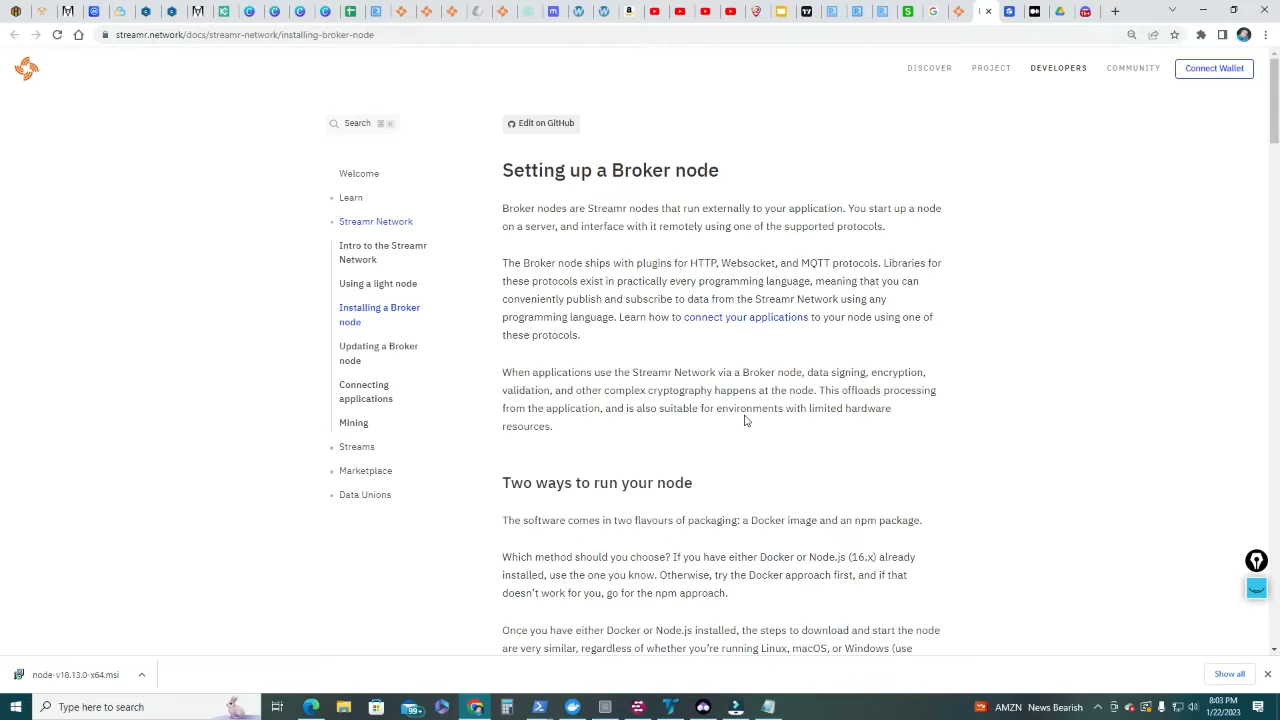 streamr.network/docs/streamr-network/installing-broker-node
DISCOVER
PROJECT
DEVELOPERS
COMMUNITY
Connect Wallet
Search ⌘ K
Edit on GitHub
Welcome
Learn
Streamr Network
Intro to the Streamr
Network
Using a light node
Installing a Broker
node
Updating a Broker
node
Connecting
applications
Mining
Streams
Marketplace
Data Unions
Setting up a Broker node
Broker nodes are Streamr nodes that run externally to your application. You start up a node
on a server, and interface with it remotely using one of the supported protocols.
The Broker node ships with plugins for HTTP, Websocket, and MQTT protocols. Libraries for
these protocols exist in practically every programming language, meaning that you can
conveniently publish and subscribe to data from the Streamr Network using any
programming language. Learn how to connect your applications to your node using one of
these protocols.
When applications use the Streamr Network via a Broker node, data signing, encryption,
validation, and other complex cryptography happens at the node. This offloads processing
from the application, and is also suitable for environments with limited hardware
resources.
Two ways to run your node
The software comes in two flavours of packaging: a Docker image and an npm package.
Which method should you choose? If you have either Docker or Node.js (16.x) already
installed, use the one you know. Otherwise, try the Docker approach first, and if that
doesn't work for you, go for the npm approach.
Once you have either Docker or Node.js installed, the steps to download and start the node
are very similar, regardless of whether you're running Linux, macOS, or Windows (use
node-v18.13.0-x64.msi
Show all
Type here to search
99+
AMZN News Bearish
8:03 PM
1/22/2023